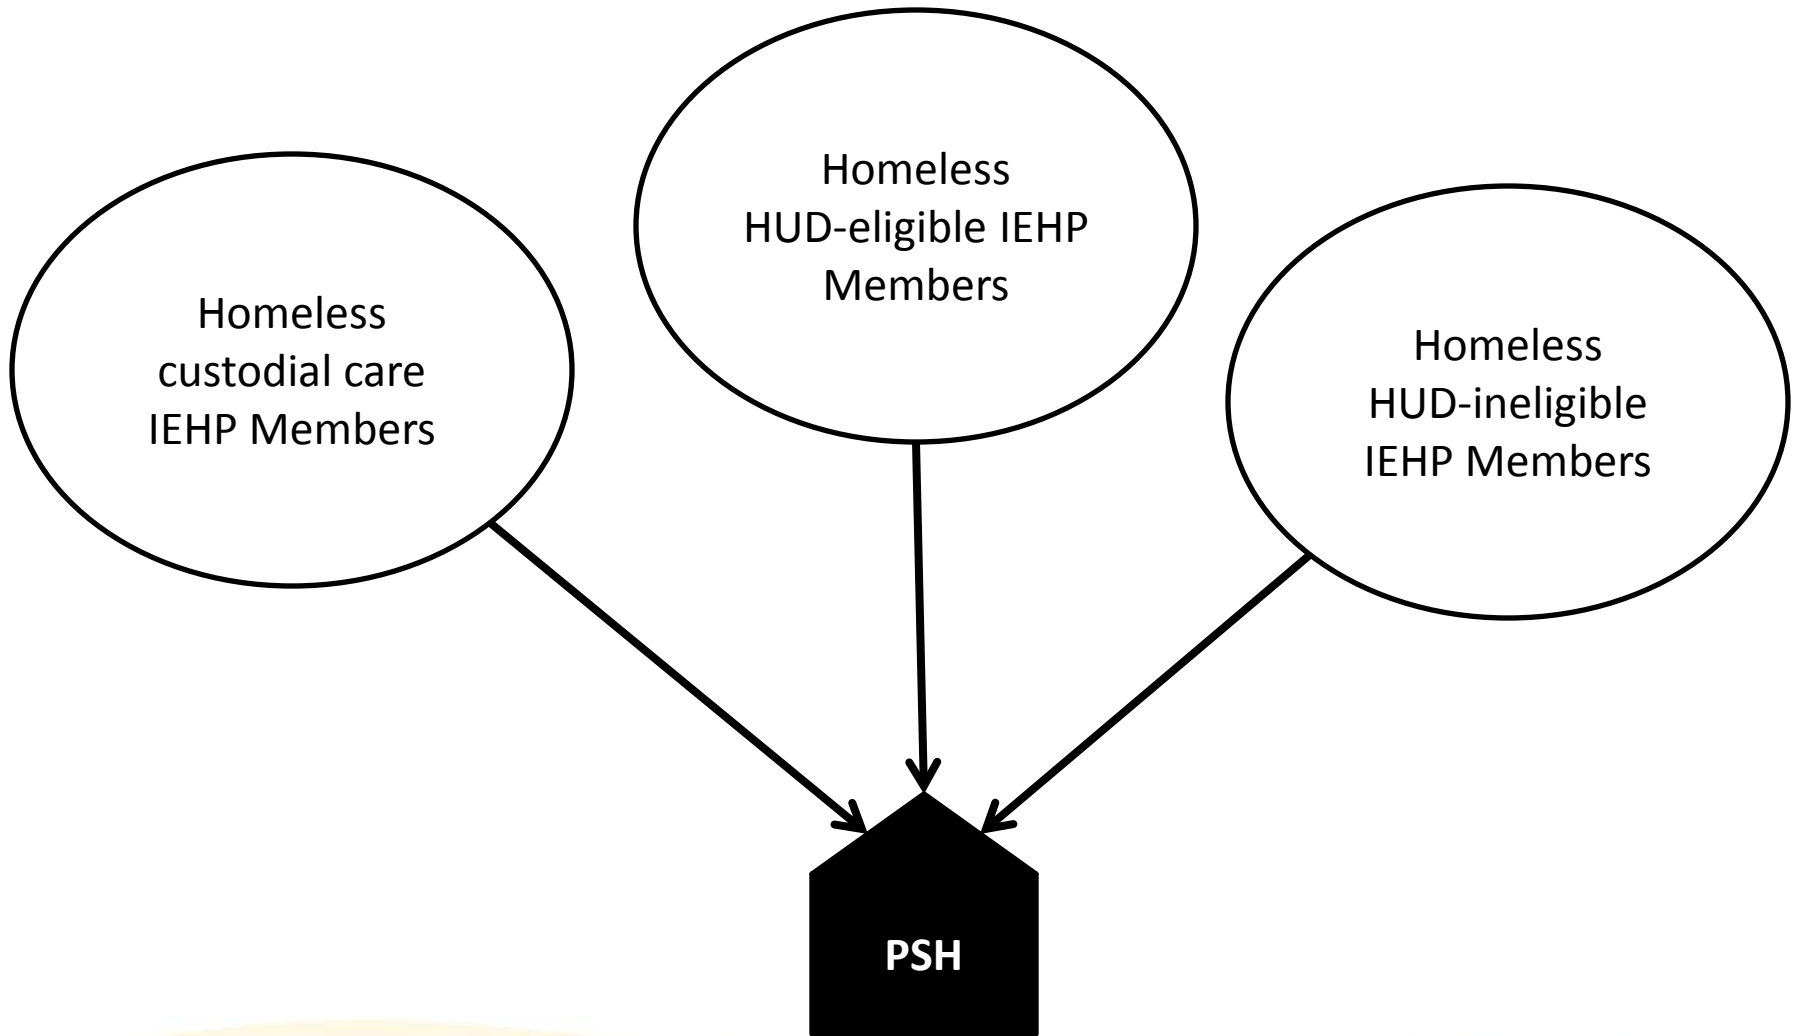 Homeless
custodial care
IEHP Members
Homeless
HUD-eligible IEHP
Members
Homeless
HUD-ineligible
IEHP Members
PSH